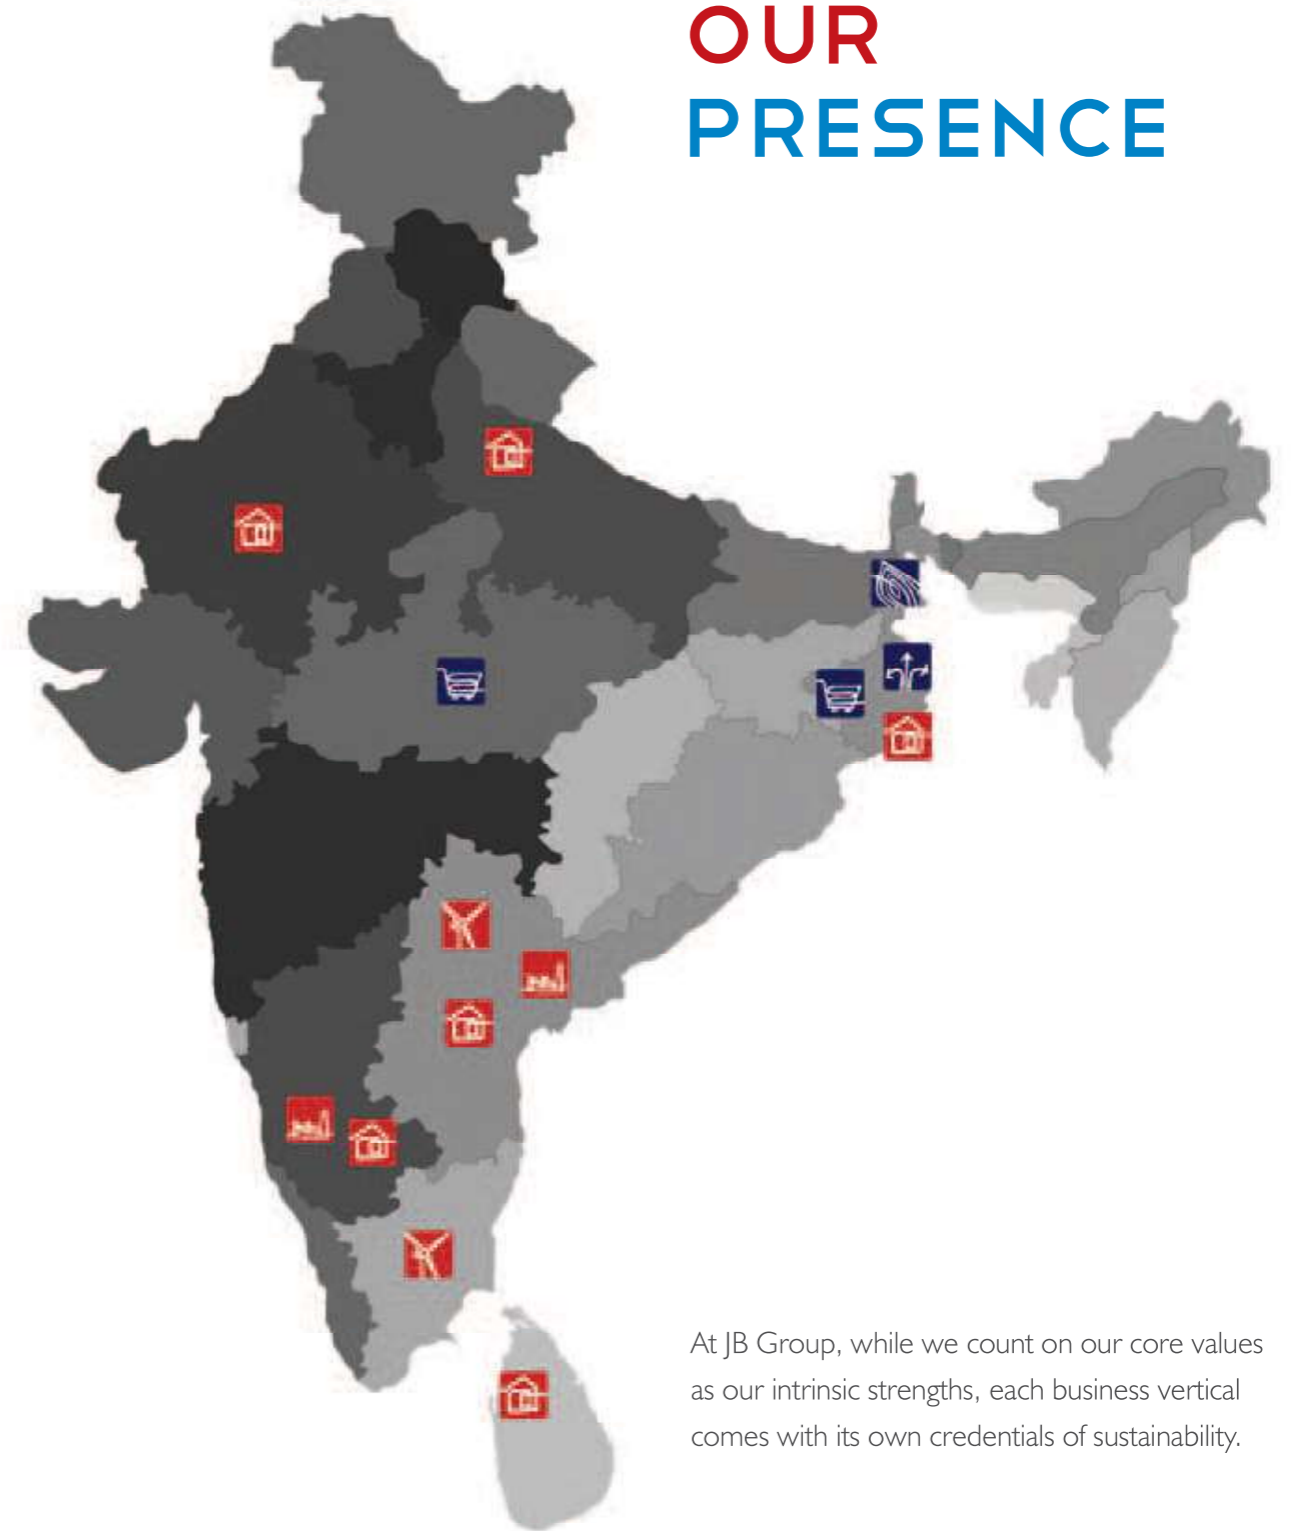 OUR
PRESENCE
At JB Group, while we count on our core values
as our intrinsic strengths, each business vertical
comes with its own credentials of sustainability.